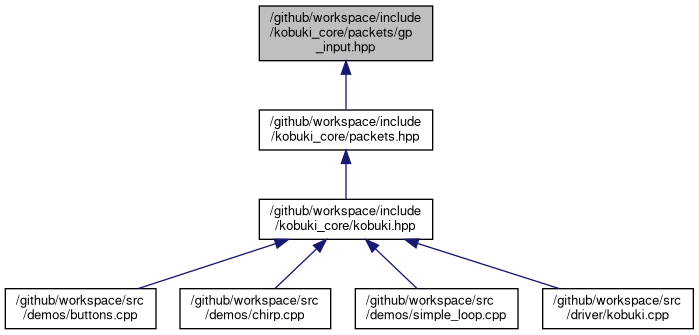 /github/workspace/include
/kobuki_core/packets/gp
_input.hpp
/github/workspace/include
/kobuki_core/packets.hpp
/github/workspace/include
/kobuki_core/kobuki.hpp
/github/workspace/src
/demos/buttons.cpp
/github/workspace/src
/demos/chirp.cpp
/github/workspace/src
/demos/simple_loop.cpp
/github/workspace/src
/driver/kobuki.cpp